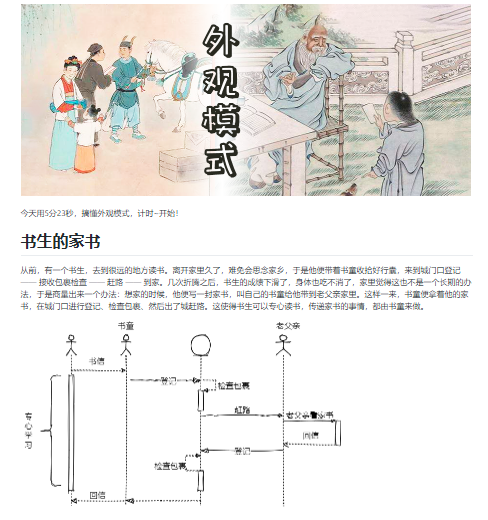 外
观
模
式
今天用5分23秒，搞懂外观模式，计时~开始！
书生的家书
从前，有一个书生，去到很远的地方读书。离开家里久了，难免会思念家乡，于是他便带着书童收拾好行囊，来到城门口登记
—— 接收包裹检查 —— 赶路 —— 到家。几次折腾之后，书生的成绩下滑了，身体也吃不消了，家里觉得这也不是一个长期的办
法，于是商量出来一个办法：想家的时候，他便写一封家书，叫自己的书童给他带到老父亲家里。这样一来，书童便拿着他的家
书，在城门口进行登记、检查包裹、然后出了城赶路。这使得书生可以专心读书，传递家书的事情，都由书童来做。
书童
老父亲
书信
登记
检查包裹
赶路
回信
登记
检查包裹
回信